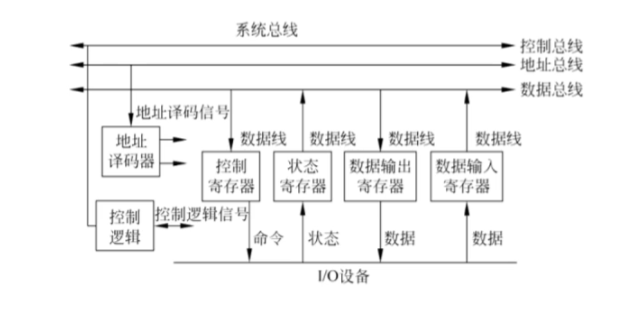 系统总线
控制总线
地址总线
数据总线
地址译码信号
地址
译码器
数据线
数据线
数据线
数据线
控制
寄存器
状态
寄存器
数据输出
寄存器
数据输入
寄存器
控制
逻辑
控制逻辑信号
命令
状态
数据
数据
I/O设备